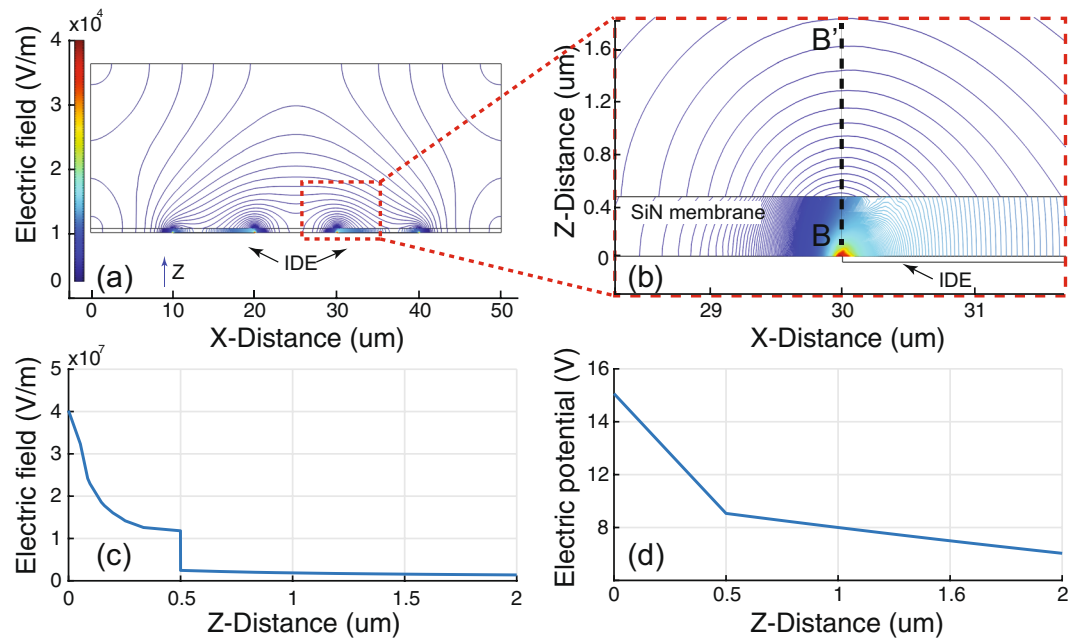 x10⁴
Electric field (V/m)
4
3
2
1
0
(a)
Z
IDE
0 10 20 30 40 50
X-Distance (um)
Z-Distance (um)
1.6
1.2
0.8
0.4
0
B'
SiN membrane
B
(b)
IDE
29 30 31
X-Distance (um)
x10⁷
Electric field (V/m)
5
4
3
2
1
0
(c)
0 0.5 1 0.5 2
Z-Distance (um)
Electric potential (V)
16
14
12
8
(d)
0 0.5 1 1.6 2
Z-Distance (um)